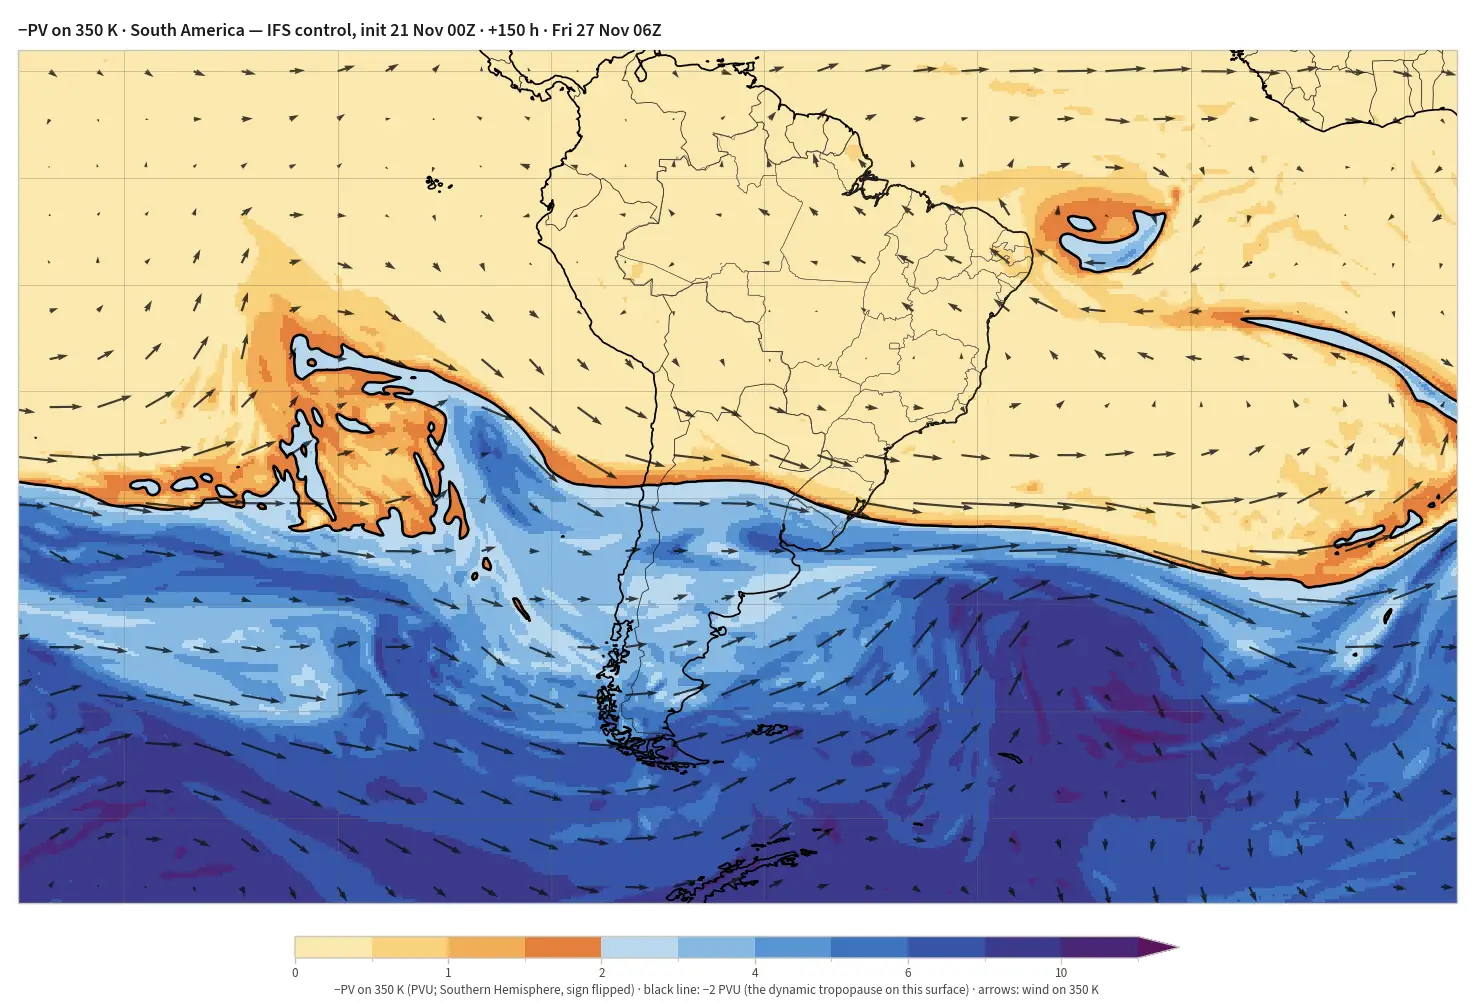 −PV on 350 K · South America — IFS control, init 21 Nov 00Z · +150 h · Fri 27 Nov 06Z
0 1 2 4 6 10
−PV on 350 K (PVU; Southern Hemisphere, sign flipped) · black line: −2 PVU (the dynamic tropopause on this surface) · arrows: wind on 350 K